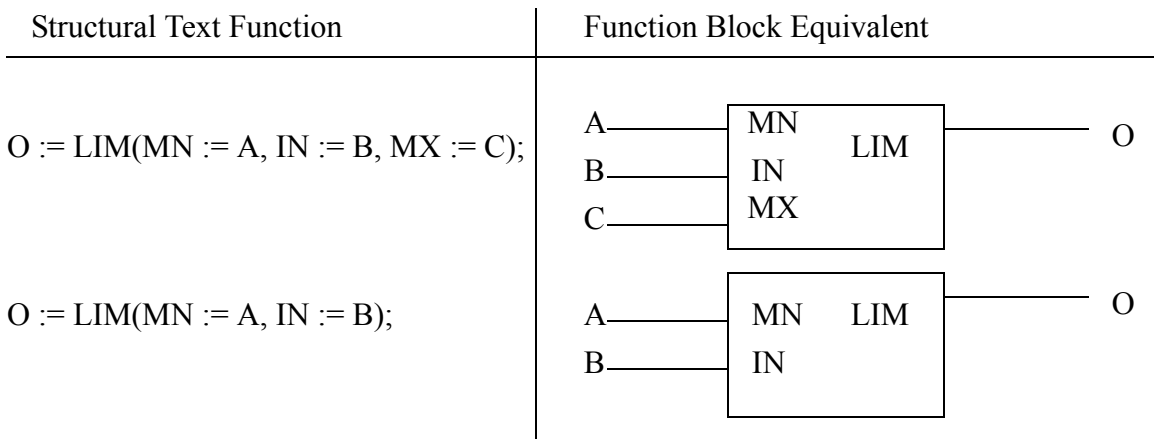 Structural Text Function
Function Block Equivalent
O := LIM(MN := A, IN := B, MX := C);
A MN LIM O
B IN
C MX
O := LIM(MN := A, IN := B);
A MN LIM O
B IN